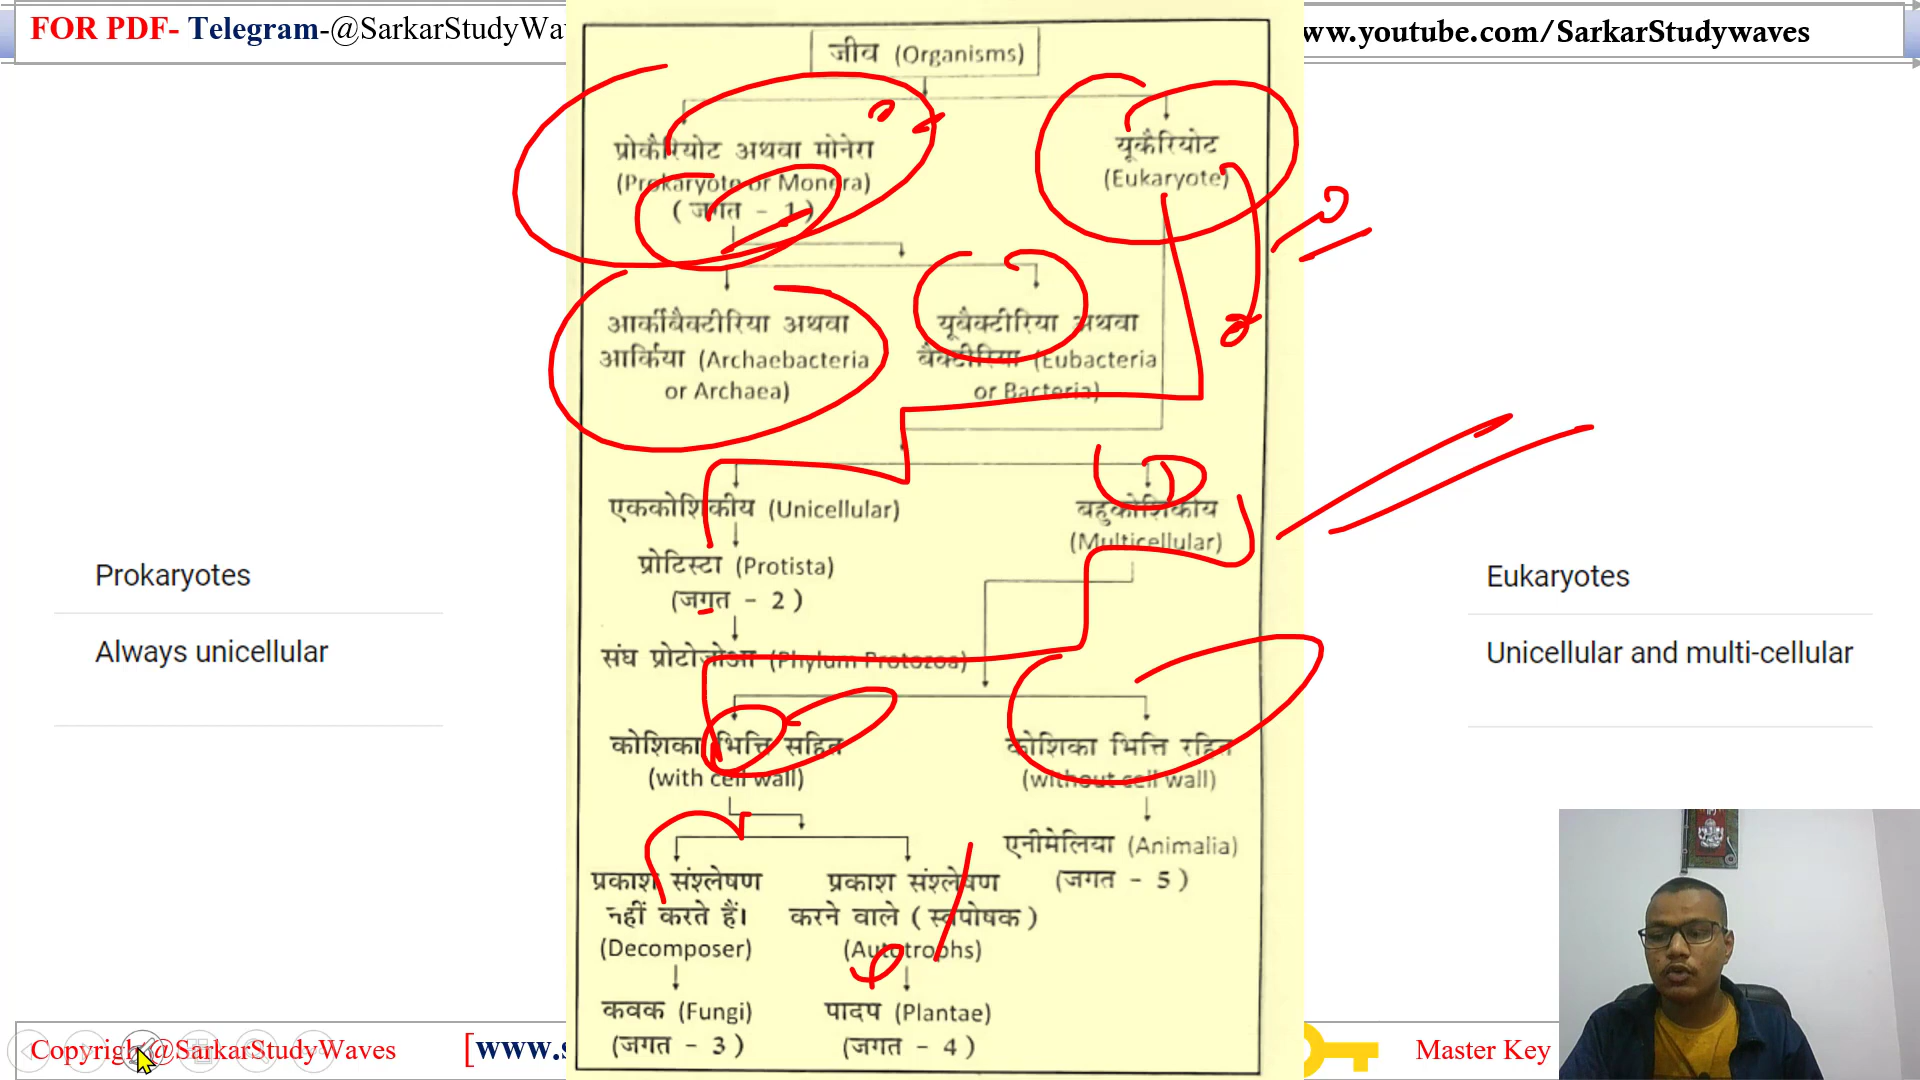 FOR PDF- Telegram-@SarkarStudyWa
ww.youtube.com/SarkarStudywaves
जीव (Organisms)
प्रोकैरियोट अथवा मोनेरा
(Prokaryote or Monera)
( जगत - 1 )
यूकैरियोट
(Eukaryote)
आर्कीबैक्टीरिया अथवा
आर्किया (Archaebacteria
or Archaea)
यूबैक्टीरिया अथवा
बैक्टीरिया (Eubacteria
or Bacteria)
एककोशिकीय (Unicellular)
बहुकोशिकीय
(Multicellular)
प्रोटिस्टा (Protista)
(जगत - 2 )
संघ प्रोटोजोआ (Phylum Protozoa)
Prokaryotes
Always unicellular
Eukaryotes
Unicellular and multi-cellular
कोशिका भित्ति सहित
(with cell wall)
कोशिका भित्ति रहित
(without cell wall)
प्रकाश संश्लेषण
नहीं करते हैं।
(Decomposer)
प्रकाश संश्लेषण
करने वाले ( स्वपोषक )
(Autotrophs)
एनीमेलिया (Animalia)
(जगत - 5 )
कवक (Fungi)
(जगत - 3 )
पादप (Plantae)
(जगत - 4 )
Copyright@SarkarStudyWaves
[www.s
Master Key